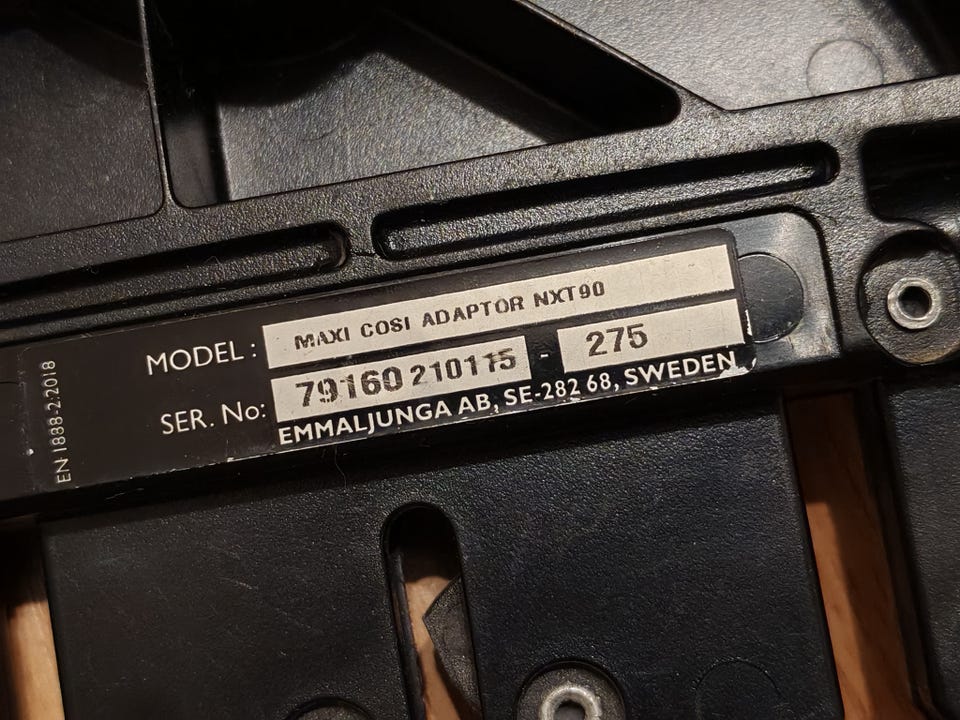 MODEL: MAXI COSI ADAPTOR NXT90
SER. No: 79160 210115 - 275
EMMALJUNGA AB, SE-282 68, SWEDEN
EN 1888-2:2018